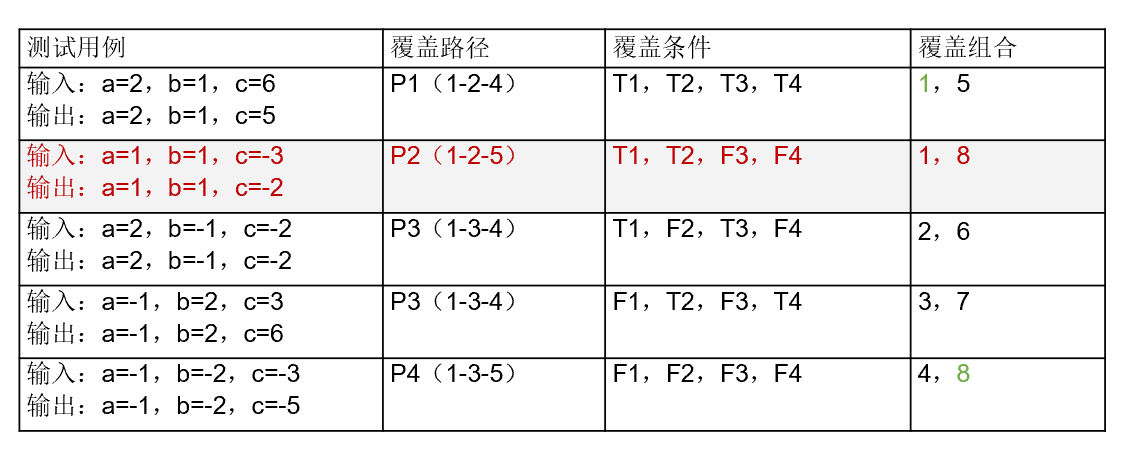 测试用例 覆盖路径 覆盖条件 覆盖组合
输入：a=2，b=1，c=6 P1（1-2-4） T1，T2，T3，T4 1，5
输出：a=2，b=1，c=5
输入：a=1，b=1，c=-3 P2（1-2-5） T1，T2，F3，F4 1，8
输出：a=1，b=1，c=-2
输入：a=2，b=-1，c=-2 P3（1-3-4） T1，F2，T3，F4 2，6
输出：a=2，b=-1，c=-2
输入：a=-1，b=2，c=3 P3（1-3-4） F1，T2，F3，T4 3，7
输出：a=-1，b=2，c=6
输入：a=-1，b=-2，c=-3 P4（1-3-5） F1，F2，F3，F4 4，8
输出：a=-1，b=-2，c=-5